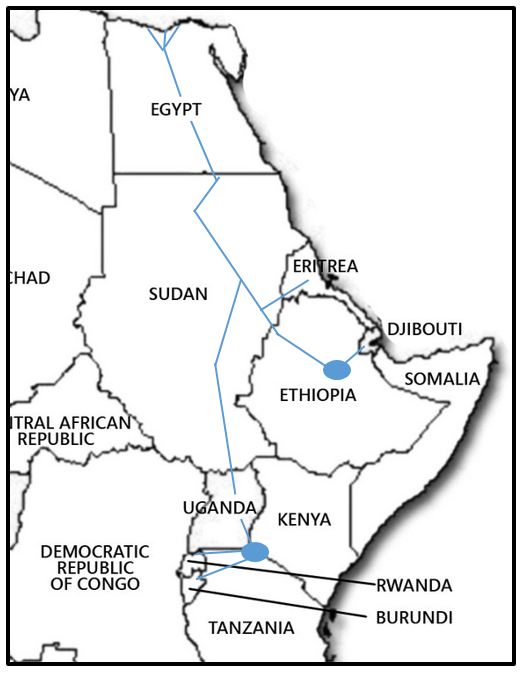 YA
EGYPT
ERITREA
CHAD
SUDAN
DJIBOUTI
SOMALIA
ETHIOPIA
TRAL AFRICAN
REPUBLIC
UGANDA
KENYA
DEMOCRATIC
REPUBLIC
OF CONGO
RWANDA
BURUNDI
TANZANIA